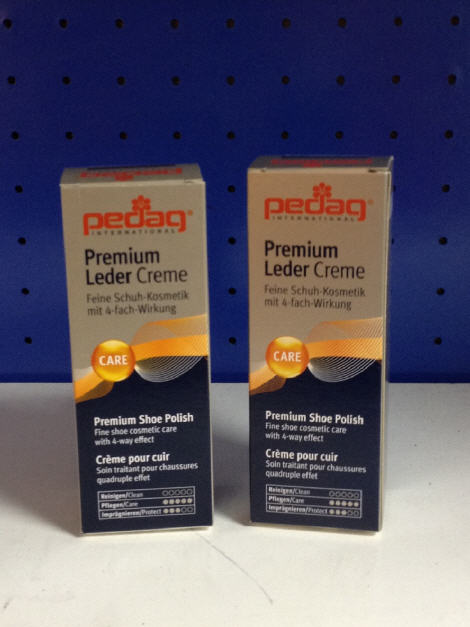 pedag®
INTERNATIONAL
Premium
Leder Creme
Feine Schuh-Kosmetik
mit 4-fach-Wirkung
CARE
Premium Shoe Polish
Fine shoe cosmetic care
with 4-way effect
Crème pour cuir
Soin traitant pour chaussures
quadruple effet
Reinigen/Clean
Pflegen/Care
Imprägnieren/Protect
pedag®
INTERNATIONAL
Premium
Leder Creme
Feine Schuh-Kosmetik
mit 4-fach-Wirkung
CARE
Premium Shoe Polish
Fine shoe cosmetic care
with 4-way effect
Crème pour cuir
Soin traitant pour chaussures
quadruple effet
Reinigen/Clean
Pflegen/Care
Imprägnieren/Protect